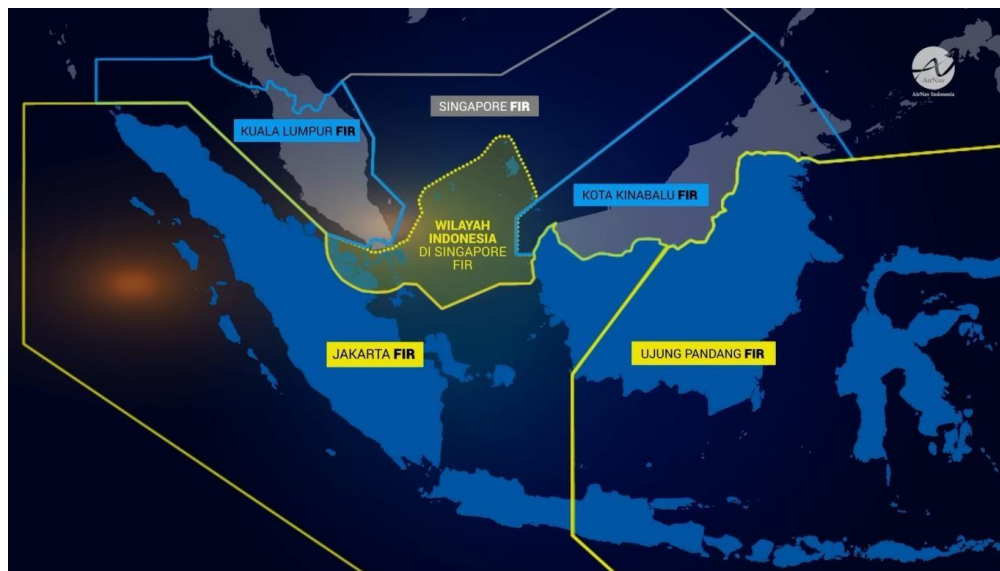 AirNav
AirNav Indonesia
SINGAPORE FIR
KUALA LUMPUR FIR
KOTA KINABALU FIR
WILAYAH
INDONESIA
DI SINGAPORE
FIR
JAKARTA FIR
UJUNG PANDANG FIR